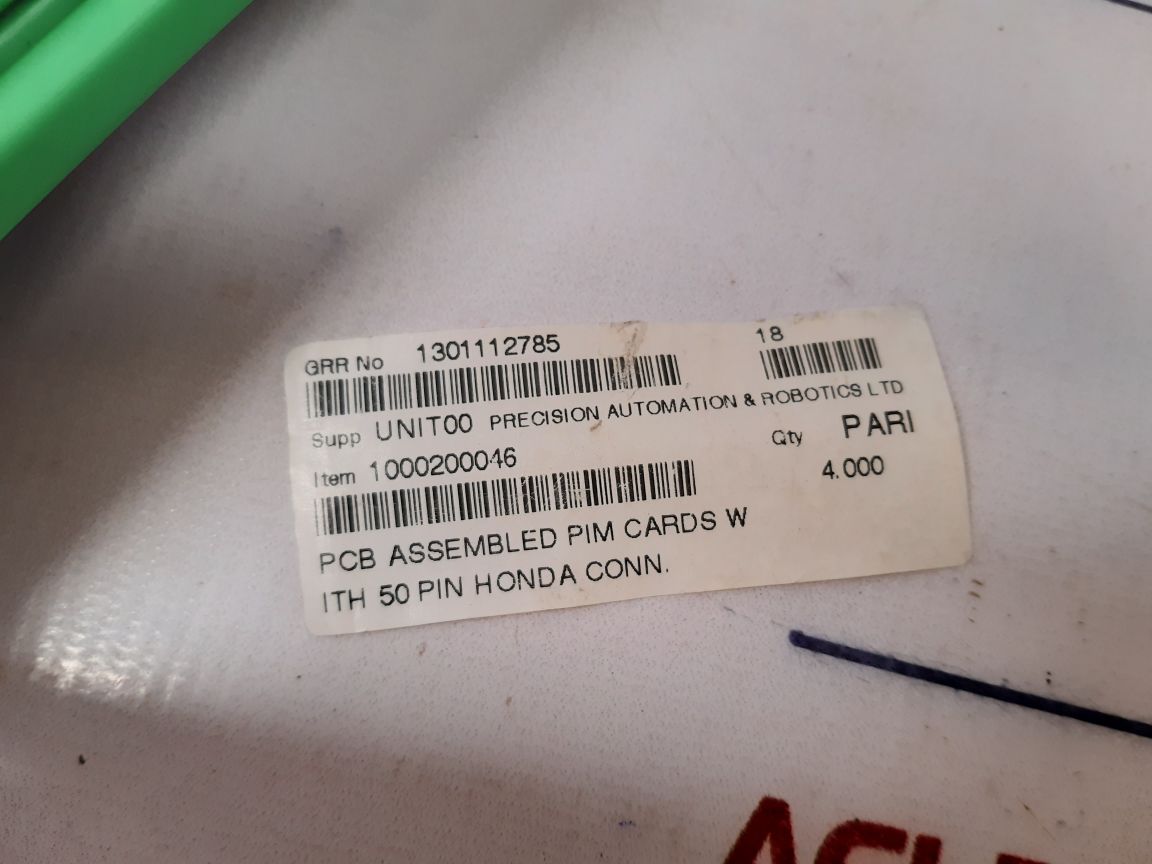 GRR No 1301112785 18
Supp UNIT00 PRECISION AUTOMATION & ROBOTICS LTD
Item 1000200046 Qty PARI
4.000
PCB ASSEMBLED PIM CARDS W
ITH 50 PIN HONDA CONN.